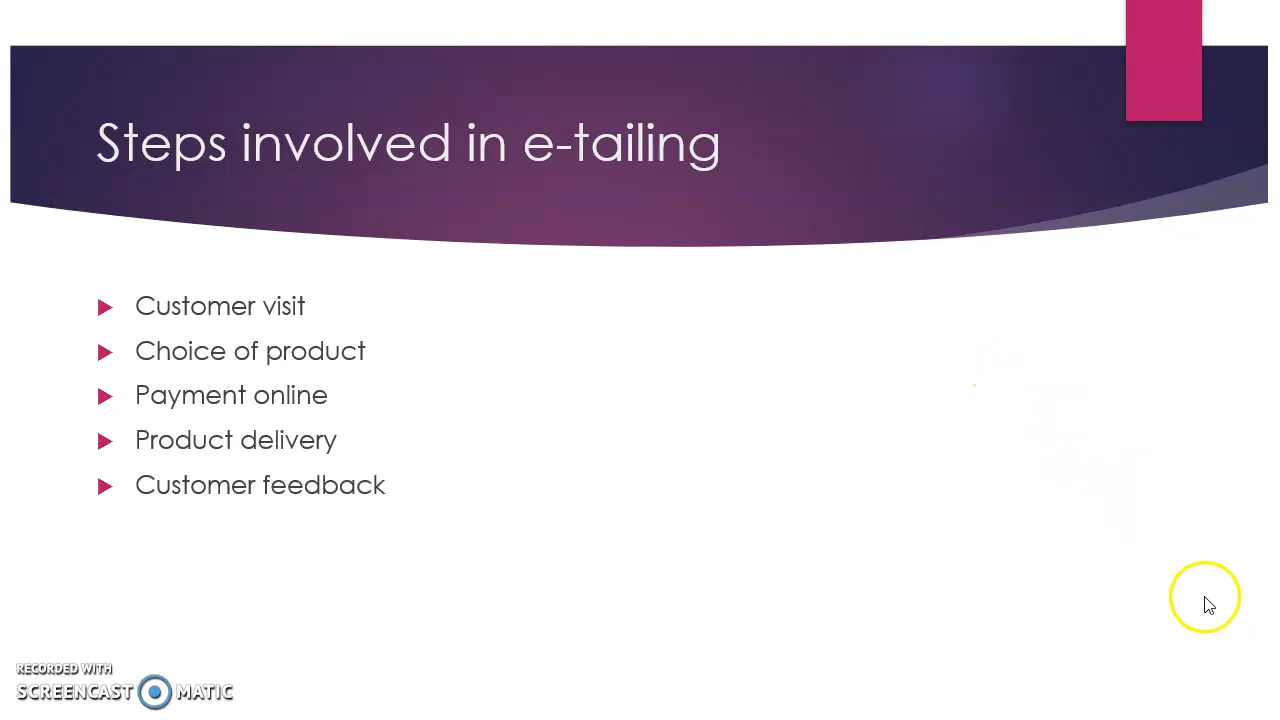 Steps involved in e-tailing
Customer visit
Choice of product
Payment online
Product delivery
Customer feedback
RECORDED WITH
SCREENCAST MATIC